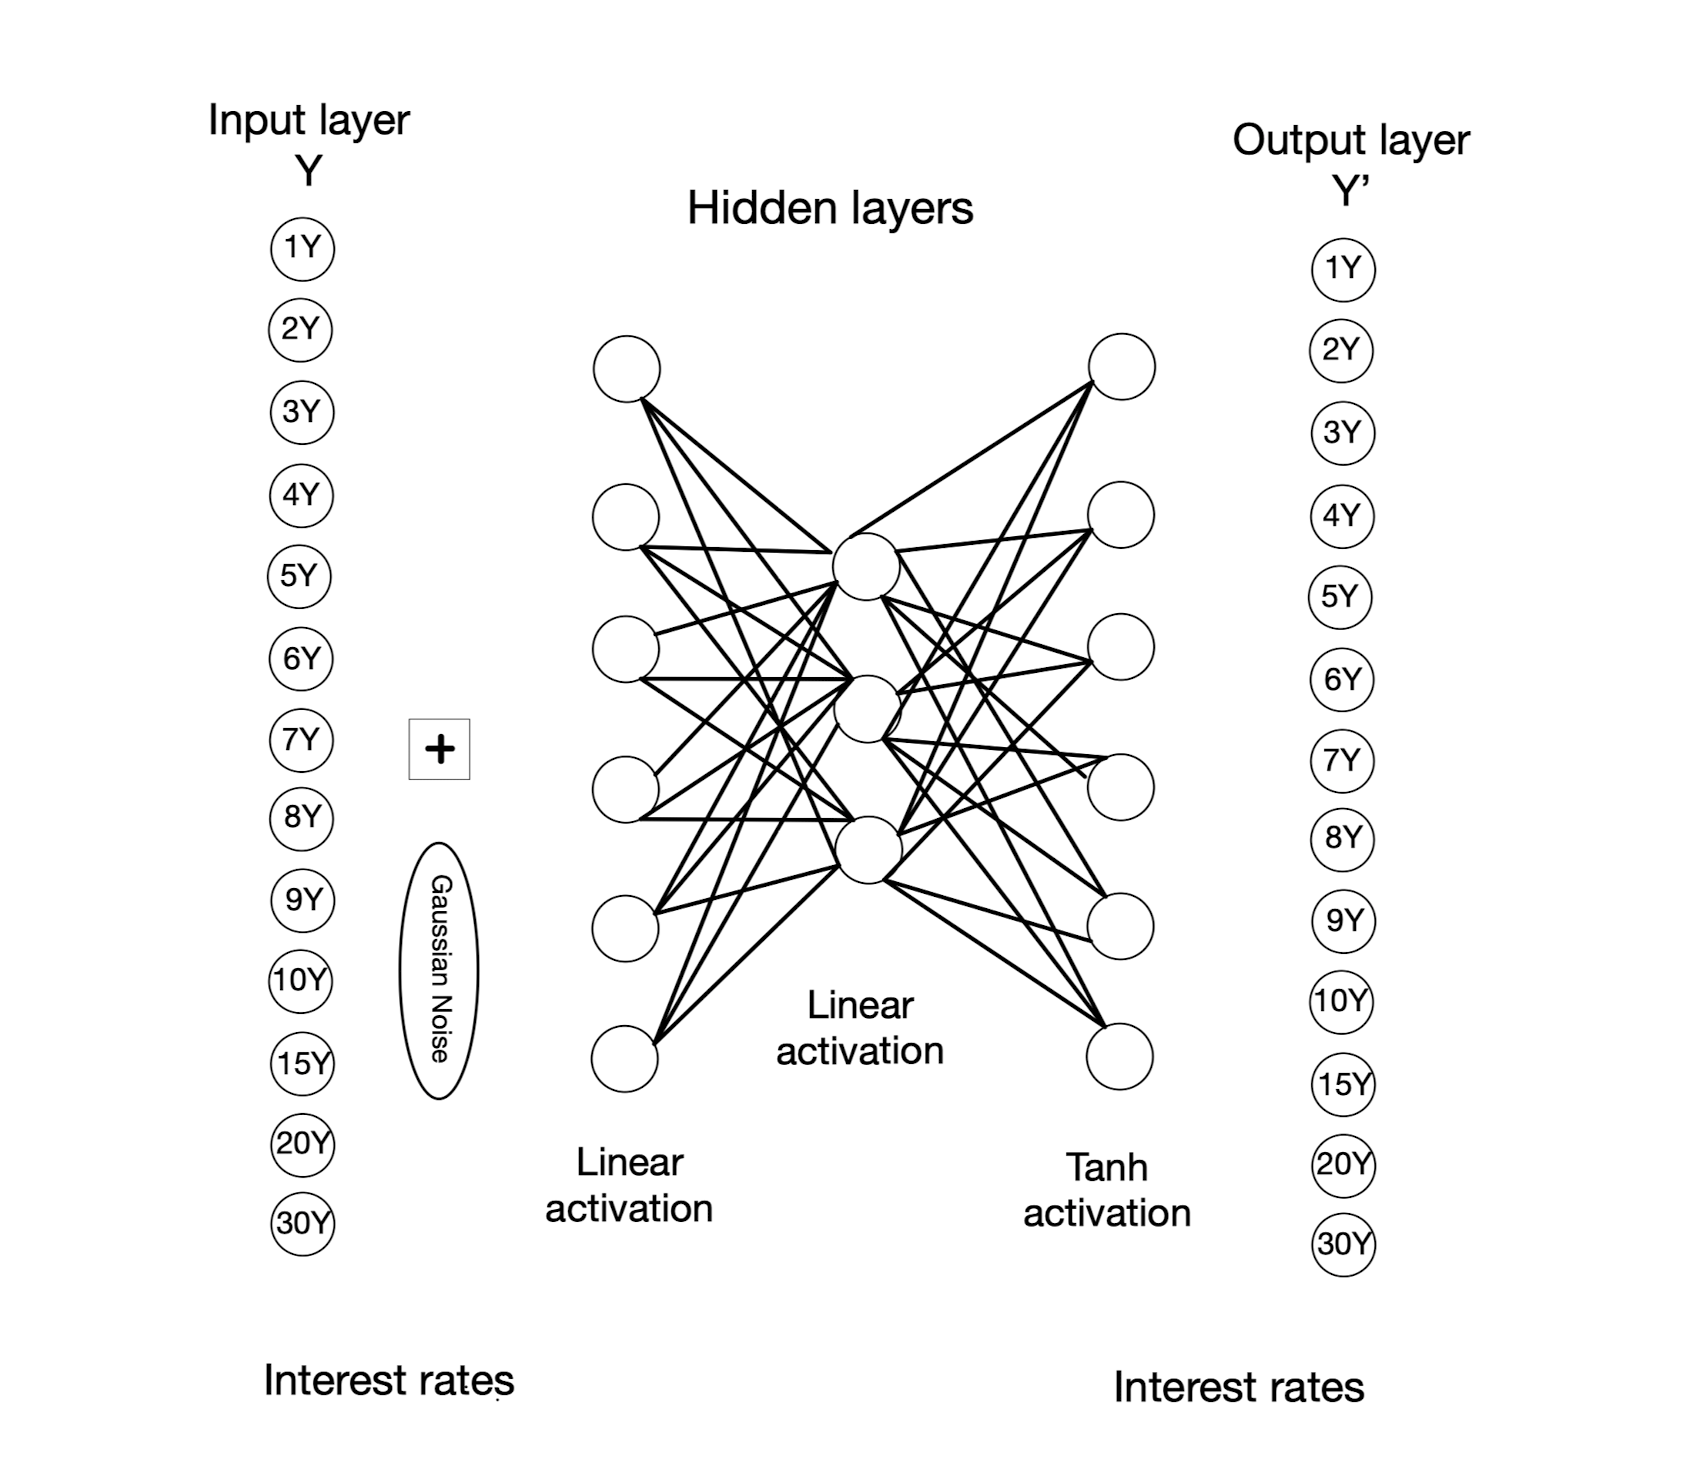 Input layer
Y
1Y
2Y
3Y
4Y
5Y
6Y
7Y
8Y
9Y
10Y
15Y
20Y
30Y
Interest rates
+
Gaussian Noise
Hidden layers
Linear
activation
Linear
activation
Tanh
activation
Output layer
Y’
1Y
2Y
3Y
4Y
5Y
6Y
7Y
8Y
9Y
10Y
15Y
20Y
30Y
Interest rates